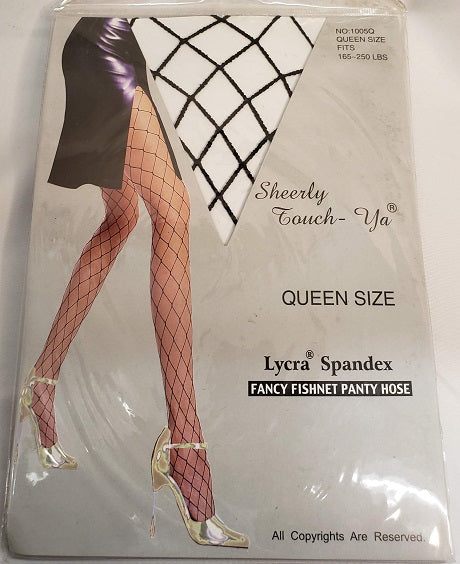 NO:1005Q
QUEEN SIZE
FITS
165-250 LBS
Sheerly
Touch-Ya®
QUEEN SIZE
Lycra® Spandex
FANCY FISHNET PANTY HOSE
All Copyrights Are Reserved.